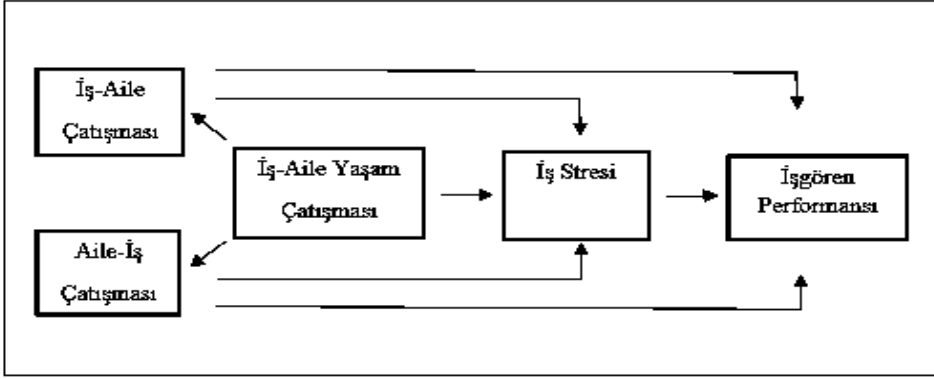 İş-Aile
Çatışması
İş-Aile Yaşam
Çatışması
İş Stresi
İşgören
Performansı
Aile-İş
Çatışması